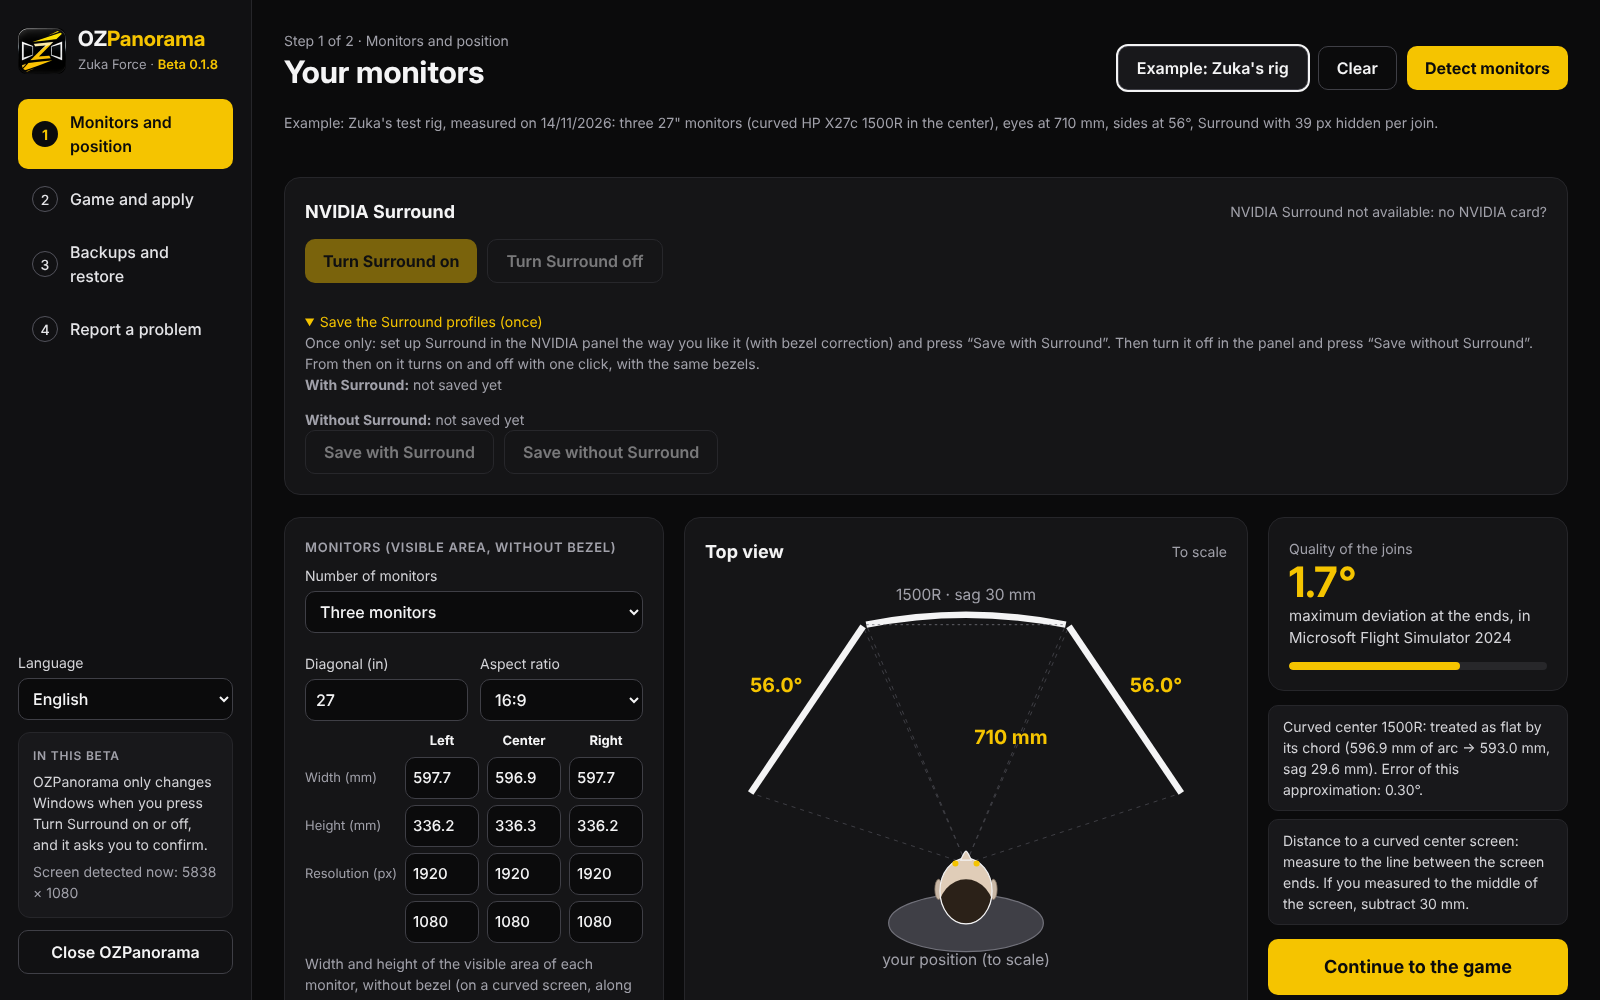 OZPanorama
Zuka Force · Beta 0.1.8
1
Monitors and
position
2
Game and apply
3
Backups and
restore
4
Report a problem
Language
English
IN THIS BETA
OZPanorama only changes
Windows when you press
Turn Surround on or off,
and it asks you to confirm.
Screen detected now: 5838
× 1080
Close OZPanorama
Step 1 of 2 · Monitors and position
Your monitors
Example: Zuka's rig
Clear
Detect monitors
Example: Zuka's test rig, measured on 14/11/2026: three 27" monitors (curved HP X27c 1500R in the center), eyes at 710 mm, sides at 56°, Surround with 39 px hidden per join.
NVIDIA Surround
NVIDIA Surround not available: no NVIDIA card?
Turn Surround on
Turn Surround off
▼ Save the Surround profiles (once)
Once only: set up Surround in the NVIDIA panel the way you like it (with bezel correction) and press “Save with Surround”. Then turn it off in the panel and press “Save without Surround”.
From then on it turns on and off with one click, with the same bezels.
With Surround: not saved yet
Without Surround: not saved yet
Save with Surround
Save without Surround
MONITORS (VISIBLE AREA, WITHOUT BEZEL)
Number of monitors
Three monitors
Diagonal (in)
Aspect ratio
27
16:9
Left
Center
Right
Width (mm)
597.7
596.9
597.7
Height (mm)
336.2
336.3
336.2
Resolution (px)
1920
1920
1920
1080
1080
1080
Width and height of the visible area of each
monitor, without bezel (on a curved screen, along
Top view
To scale
1500R · sag 30 mm
56.0°
56.0°
710 mm
your position (to scale)
Quality of the joins
1.7°
maximum deviation at the ends, in
Microsoft Flight Simulator 2024
Curved center 1500R: treated as flat by
its chord (596.9 mm of arc → 593.0 mm,
sag 29.6 mm). Error of this
approximation: 0.30°.
Distance to a curved center screen:
measure to the line between the screen
ends. If you measured to the middle of
the screen, subtract 30 mm.
Continue to the game